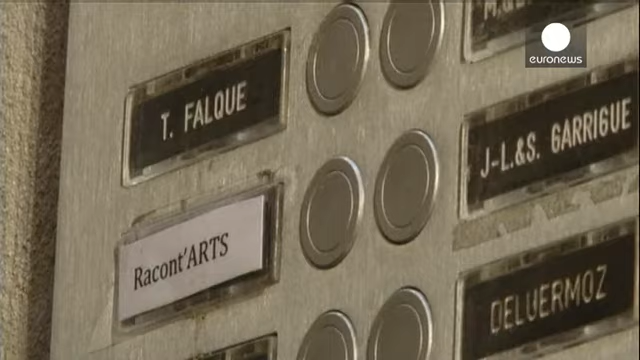 euronews
T. FALQUE
J-L.&S. GARRIGUE
Racont'ARTS
DELUERMOZ